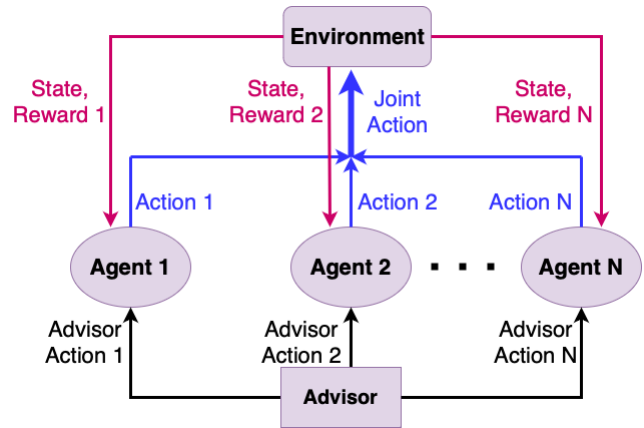 Environment
State,
Reward 1
State,
Reward 2
Joint
Action
State,
Reward N
Action 1
Action 2
Action N
Agent 1
Agent 2
. . .
Agent N
Advisor
Action 1
Advisor
Action 2
Advisor
Action N
Advisor